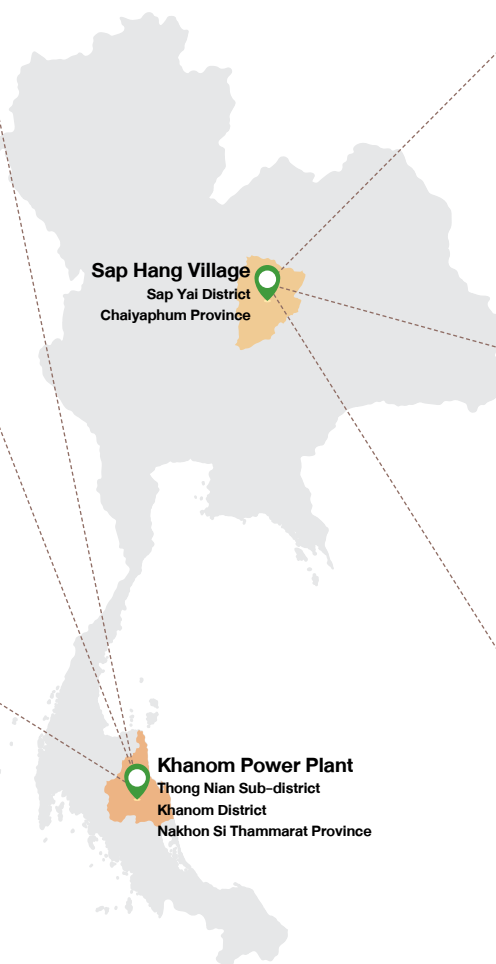 Sap Hang Village
Sap Yai District
Chaiyaphum Province
Khanom Power Plant
Thong Nian Sub-district
Khanom District
Nakhon Si Thammarat Province